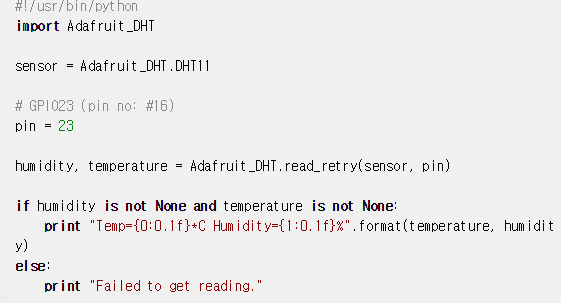 #!/usr/bin/python
import Adafruit_DHT
sensor = Adafruit_DHT.DHT11
# GPIO23 (pin no: #16)
pin = 23
humidity, temperature = Adafruit_DHT.read_retry(sensor, pin)
if humidity is not None and temperature is not None:
    print "Temp={0:0.1f}*C Humidity={1:0.1f}%".format(temperature, humidit
y)
else:
    print "Failed to get reading."